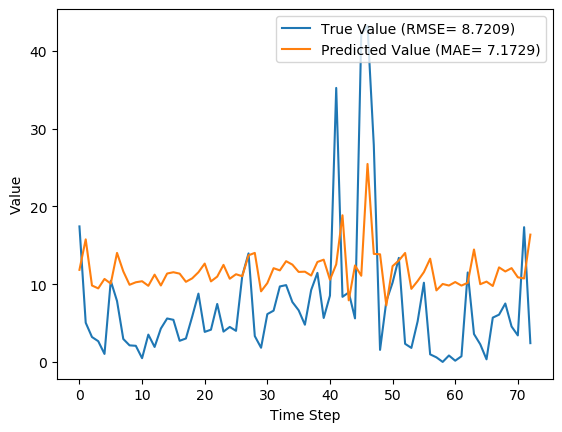 True Value (RMSE= 8.7209)
Predicted Value (MAE= 7.1729)
40
30
20
10
0
Value
0 10 20 30 40 50 60 70
Time Step